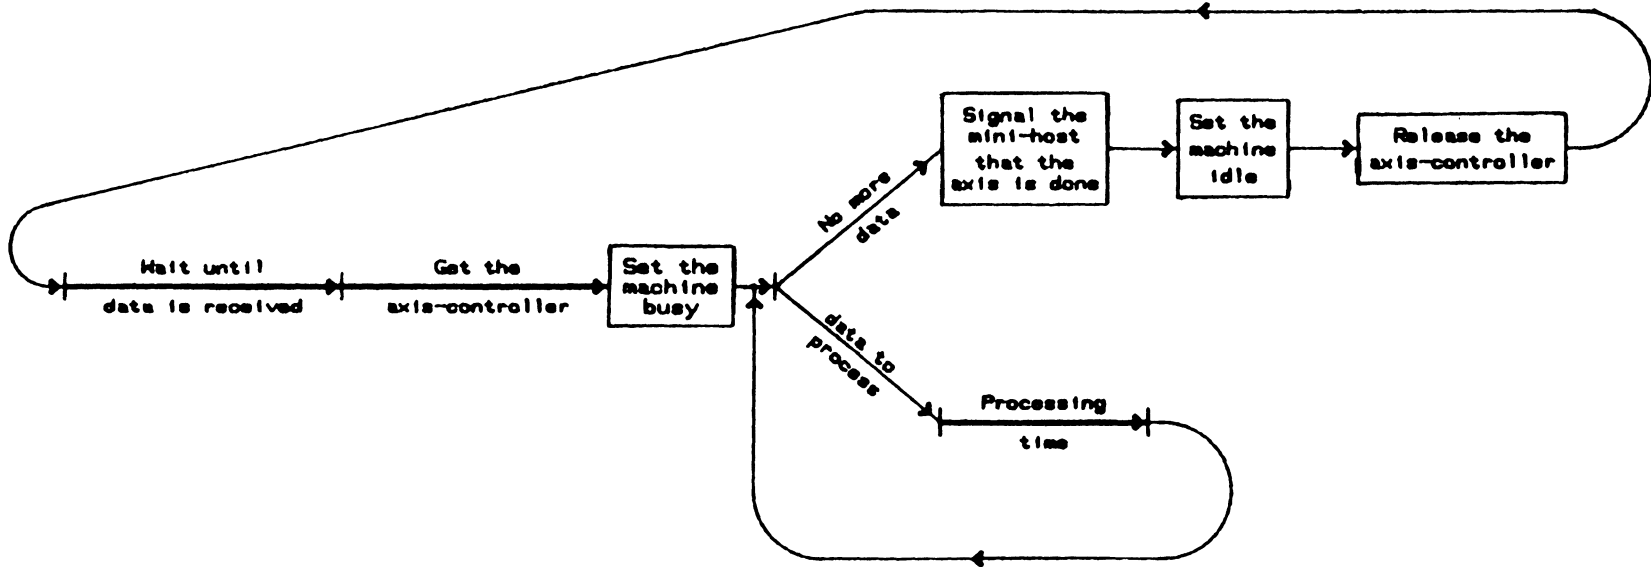 Wait until
data is received
Get the
axis-controller
Set the
machine
busy
No more
data
Signal the
mini-host
that the
axis is done
Set the
machine
idle
Release the
axis-controller
data to
process
Processing
time